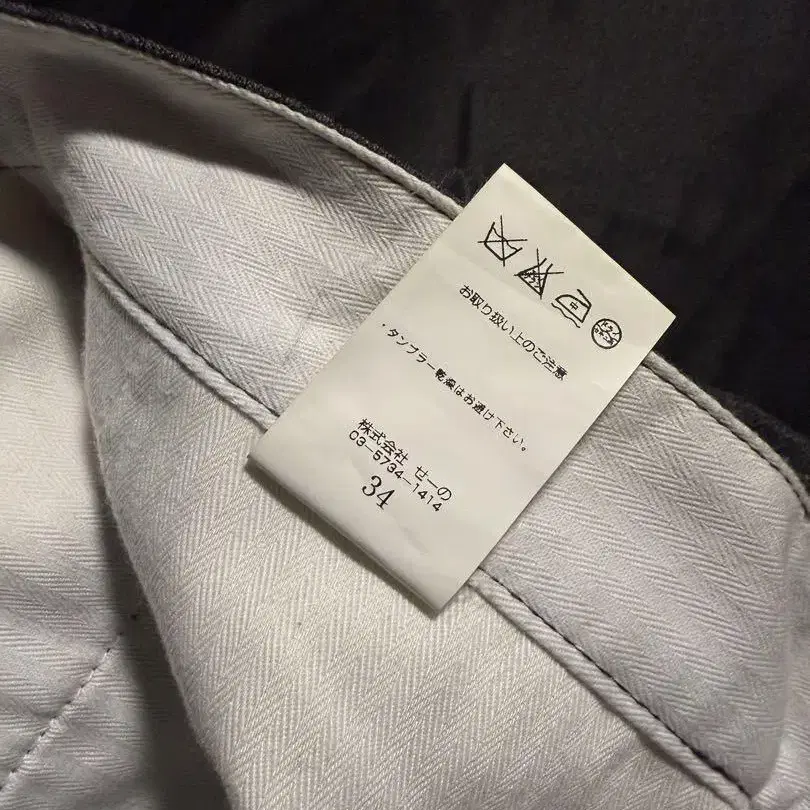 お取り扱い上のご注意
・タンブラー乾燥はお避け下さい。
株式会社 せーの
03-5734-1414
34